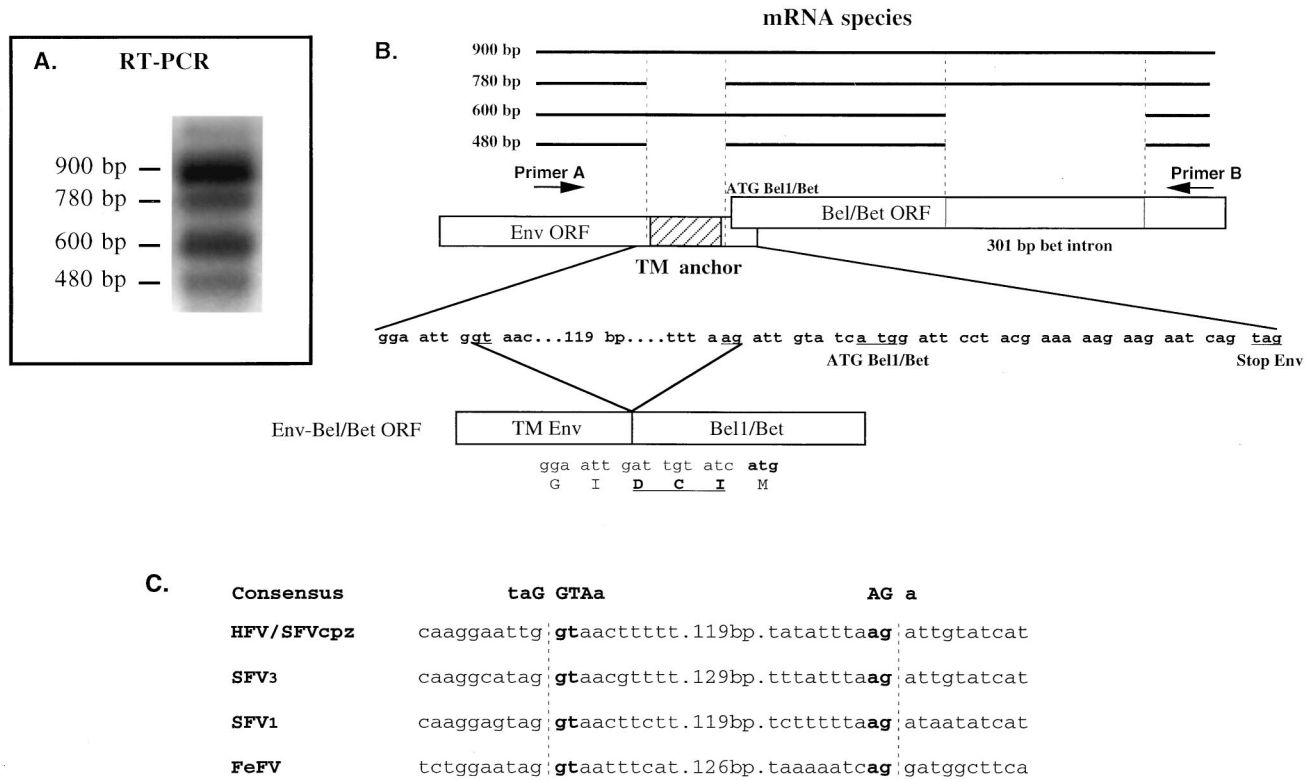 A.
RT-PCR
900 bp
780 bp
600 bp
480 bp
mRNA species
B.
900 bp
780 bp
600 bp
480 bp
Primer A
Primer B
ATG Bel1/Bet
Env ORF
Bel/Bet ORF
301 bp bet intron
TM anchor
gga att ggt aac...119 bp....ttt aag att gta tca tgg att cct acg aaa aag aag aat cag tag
ATG Bel1/Bet
Stop Env
Env-Bel/Bet ORF
TM Env
Bel1/Bet
gga att gat tgt atc atg
G I D C I M
C.
Consensus taG GTAa AG a
HFV/SFVcpz caaggaattg gtaacttttt.119bp.tatatttaag attgtatcat
SFV3 caaggcatag gtaacgtttt.129bp.tttatttaag attgtatcat
SFV1 caaggagtag gtaacttctt.119bp.tctttttaag ataatatcat
FeFV tctggaatag gtaatttcat.126bp.taaaaatcag gatggcttca